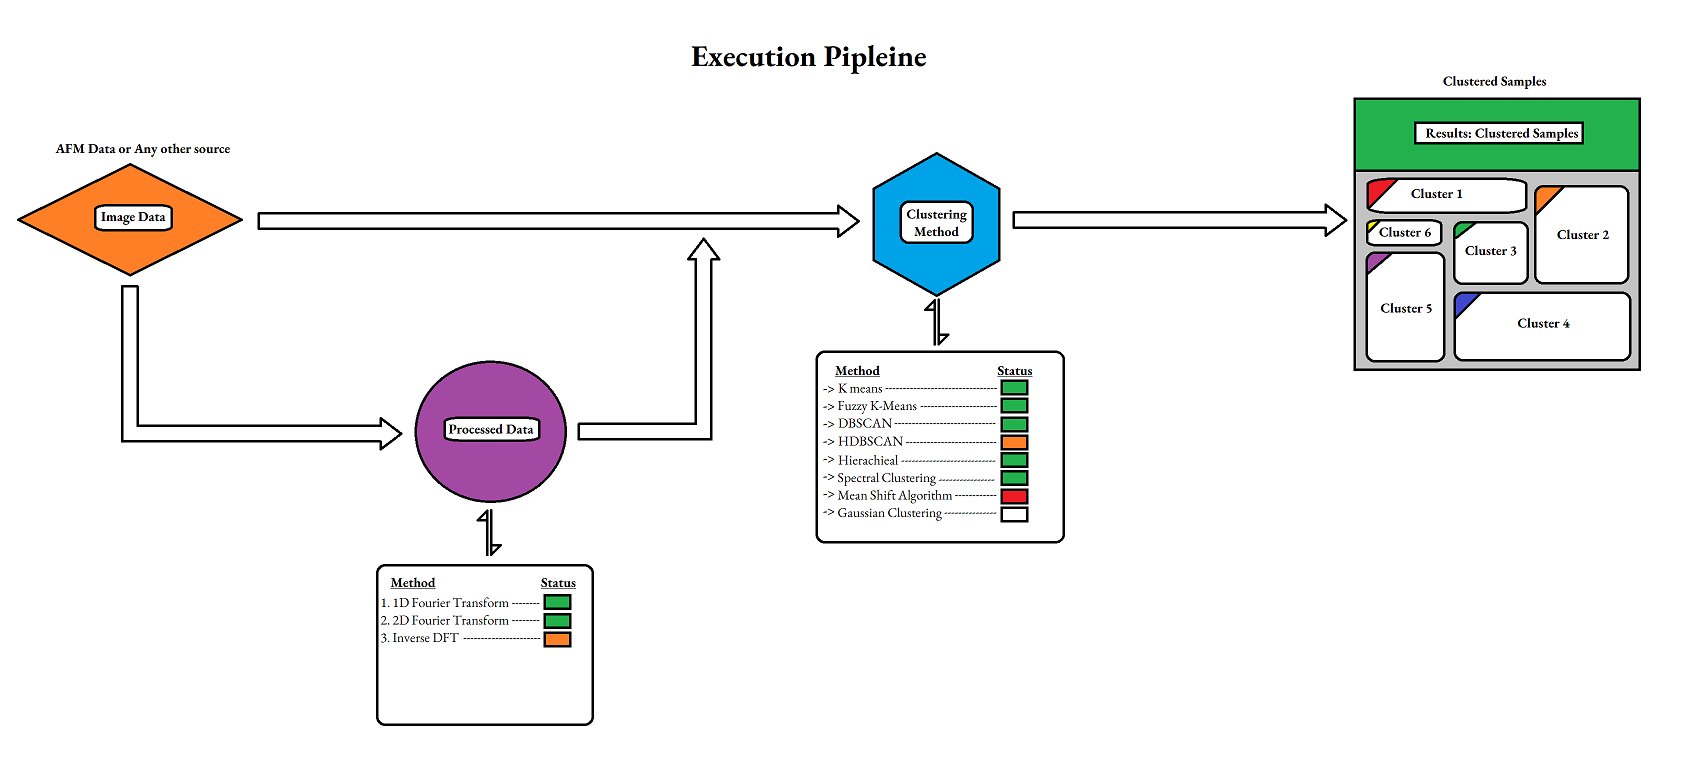 Execution Pipleine
AFM Data or Any other source
Image Data
Processed Data
Method Status
1. 1D Fourier Transform --------
2. 2D Fourier Transform --------
3. Inverse DFT ----------------------
Clustering
Method
Method Status
-> K means -------------------------------
-> Fuzzy K-Means ---------------------
-> DBSCAN ----------------------------
-> HDBSCAN -------------------------
-> Hierachieal --------------------------
-> Spectral Clustering ----------------
-> Mean Shift Algorithm ------------
-> Gaussian Clustering ---------------
Clustered Samples
Results: Clustered Samples
Cluster 1
Cluster 2
Cluster 6
Cluster 3
Cluster 5
Cluster 4